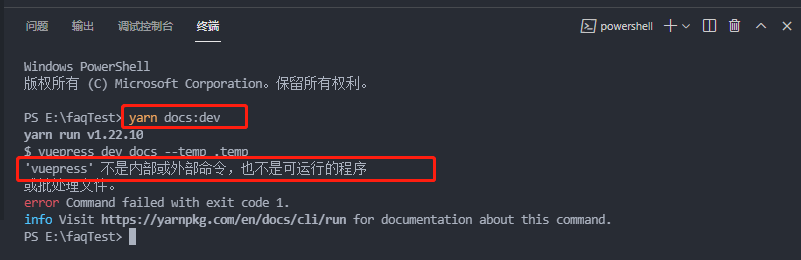 问题 输出 调试控制台 终端 powershell
Windows PowerShell
版权所有 (C) Microsoft Corporation。保留所有权利。
PS E:\faqTest> yarn docs:dev
yarn run v1.22.10
$ vuepress dev docs --temp .temp
'vuepress' 不是内部或外部命令，也不是可运行的程序
或批处理文件。
error Command failed with exit code 1.
info Visit https://yarnpkg.com/en/docs/cli/run for documentation about this command.
PS E:\faqTest>